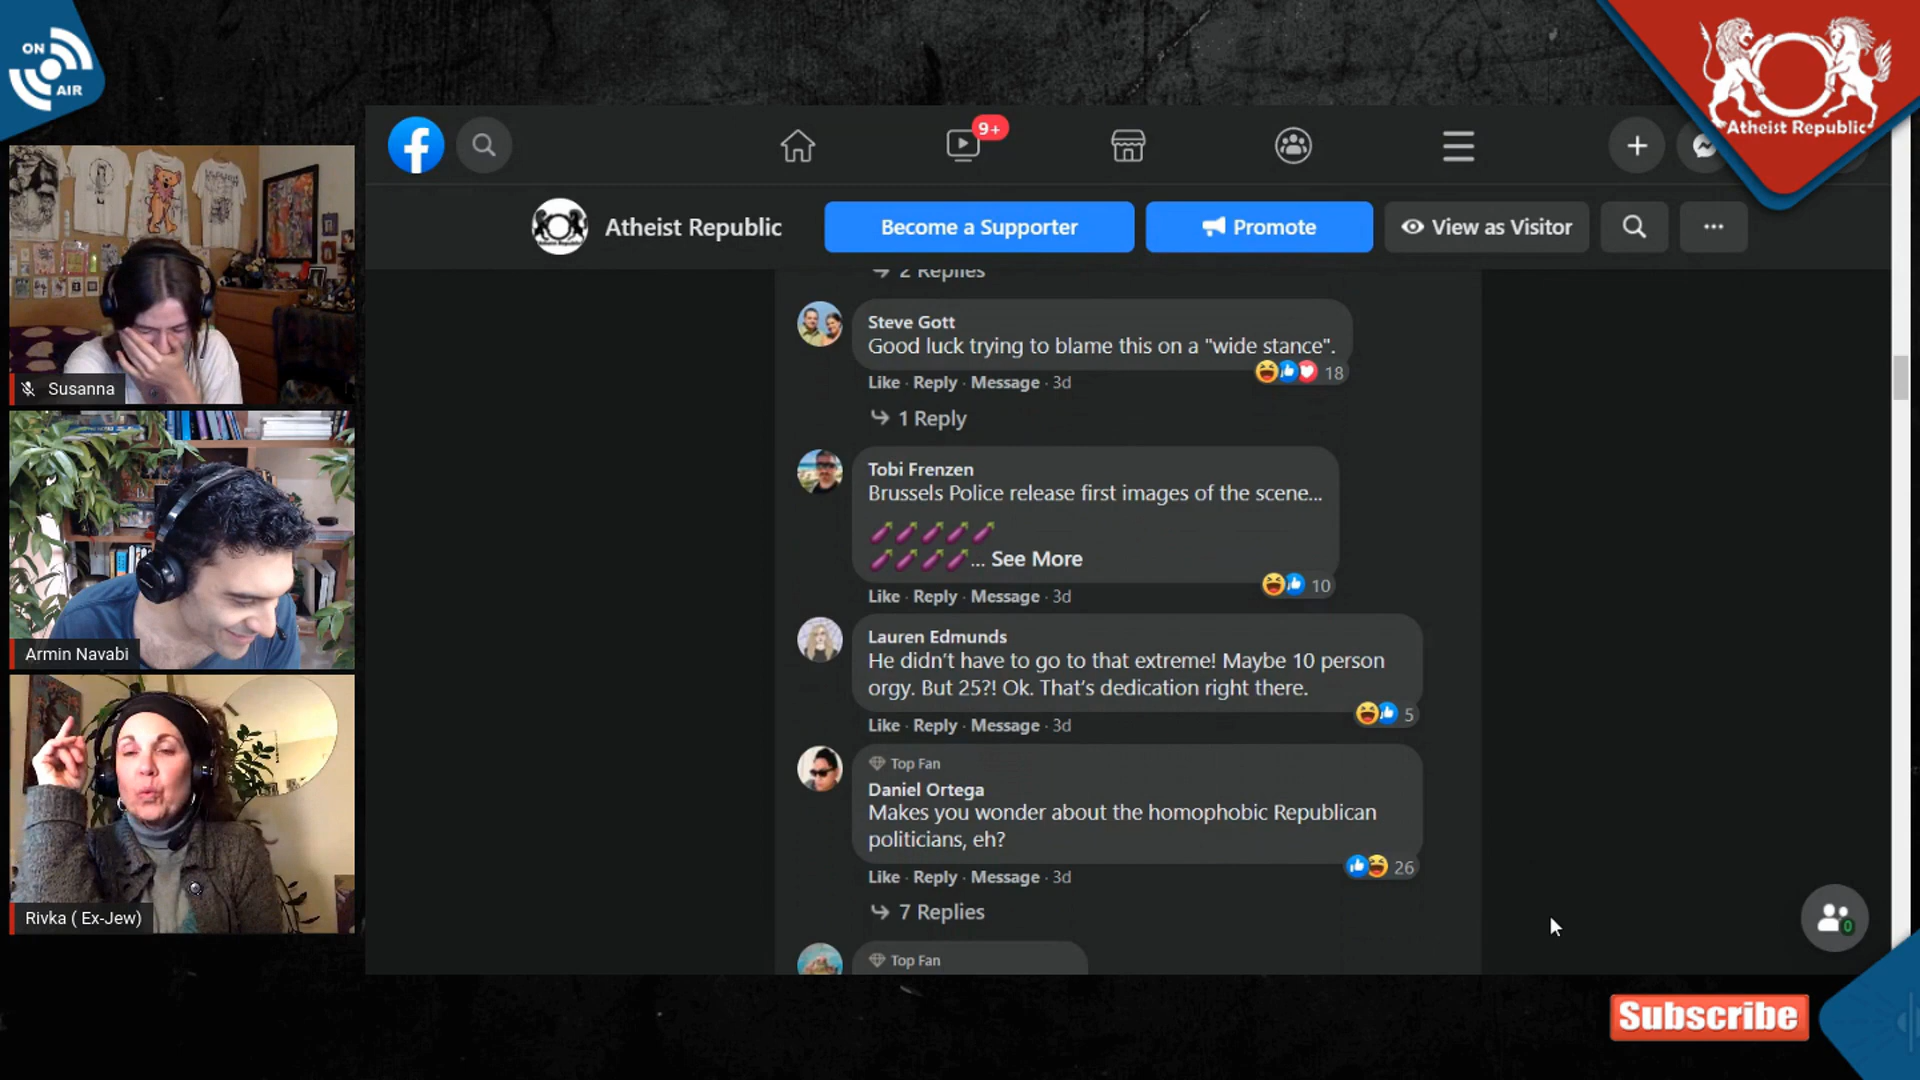 ON
AIR
Atheist Republic
9+
Atheist Republic
Become a Supporter
Promote
View as Visitor
2 Replies
Steve Gott
Good luck trying to blame this on a "wide stance".
Like · Reply · Message · 3d
18
1 Reply
Tobi Frenzen
Brussels Police release first images of the scene...
... See More
Like · Reply · Message · 3d
10
Lauren Edmunds
He didn't have to go to that extreme! Maybe 10 person
orgy. But 25?! Ok. That's dedication right there.
Like · Reply · Message · 3d
5
Top Fan
Daniel Ortega
Makes you wonder about the homophobic Republican
politicians, eh?
Like · Reply · Message · 3d
26
7 Replies
Top Fan
0
Susanna
Armin Navabi
Rivka ( Ex-Jew)
Subscribe